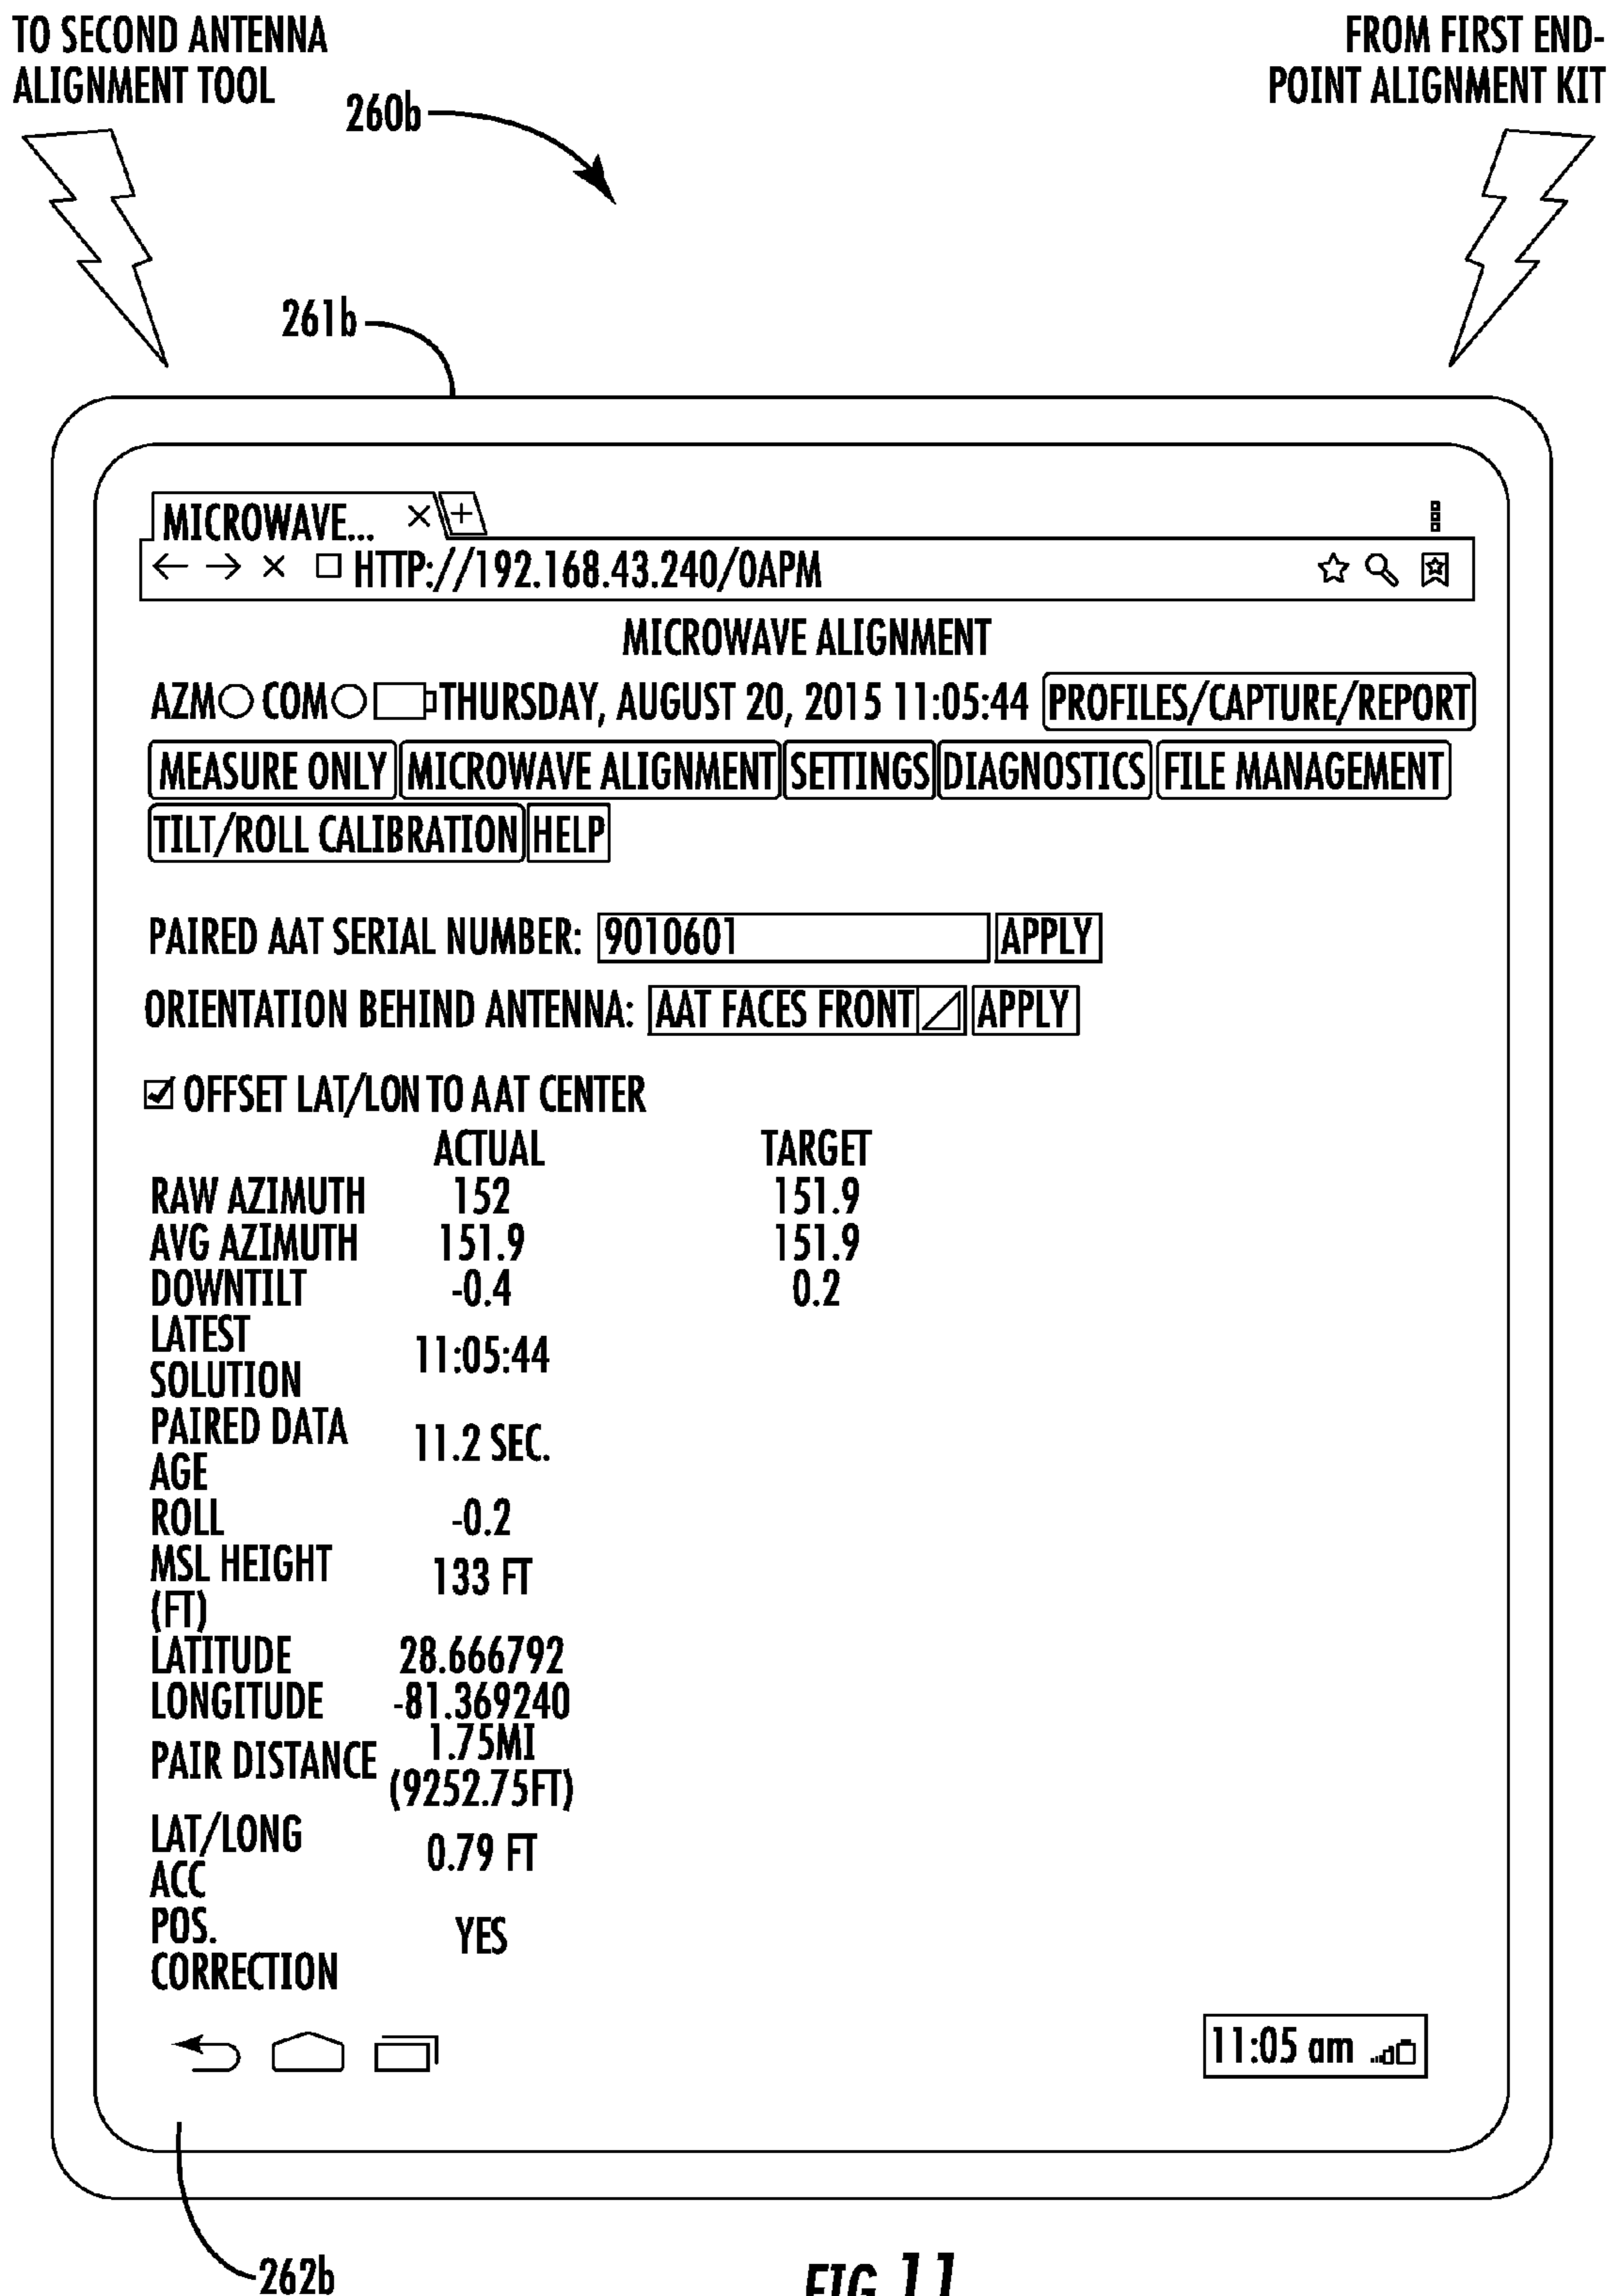 TO SECOND ANTENNA
ALIGNMENT TOOL
FROM FIRST END-
POINT ALIGNMENT KIT
260b
261b
MICROWAVE... × +
← → × HTTP://192.168.43.240/0APM
MICROWAVE ALIGNMENT
AZM COM THURSDAY, AUGUST 20, 2015 11:05:44 PROFILES/CAPTURE/REPORT
MEASURE ONLY MICROWAVE ALIGNMENT SETTINGS DIAGNOSTICS FILE MANAGEMENT
TILT/ROLL CALIBRATION HELP
PAIRED AAT SERIAL NUMBER: 9010601 APPLY
ORIENTATION BEHIND ANTENNA: AAT FACES FRONT APPLY
OFFSET LAT/LON TO AAT CENTER
ACTUAL TARGET
RAW AZIMUTH 152 151.9
AVG AZIMUTH 151.9 151.9
DOWNTILT -0.4 0.2
LATEST
SOLUTION
11:05:44
PAIRED DATA
AGE
11.2 SEC.
ROLL -0.2
MSL HEIGHT
(FT)
133 FT
LATITUDE 28.666792
LONGITUDE -81.369240
PAIR DISTANCE
1.75MI
(9252.75FT)
LAT/LONG
ACC
0.79 FT
POS.
CORRECTION
YES
11:05 am
262b
FIG. 11